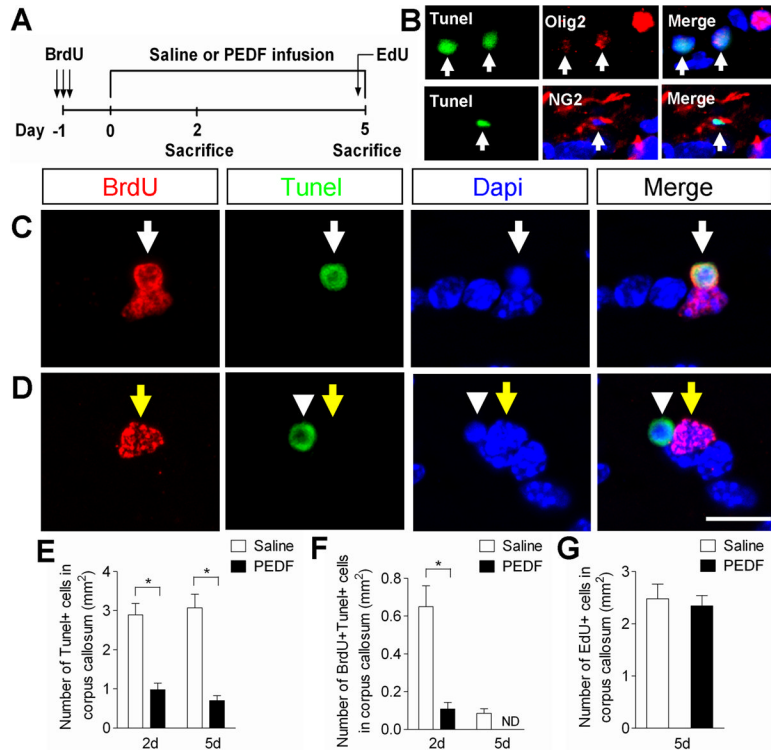 A
BrdU
Saline or PEDF infusion
EdU
Day -1 0 2 5
Sacrifice Sacrifice
B
Tunel Olig2 Merge
Tunel NG2 Merge
BrdU Tunel Dapi Merge
C
D
E
Saline
PEDF
Number of Tunel+ cells in
corpus callosum (mm²)
4
3
2
1
0
* *
2d 5d
F
Saline
PEDF
Number of BrdU+Tunel+ cells
in corpus callosum (mm²)
0.8
0.6
0.4
0.2
0.0
*
ND
2d 5d
G
Saline
PEDF
Number of EdU+ cells in
corpus callosum (mm²)
3
2
1
0
5d